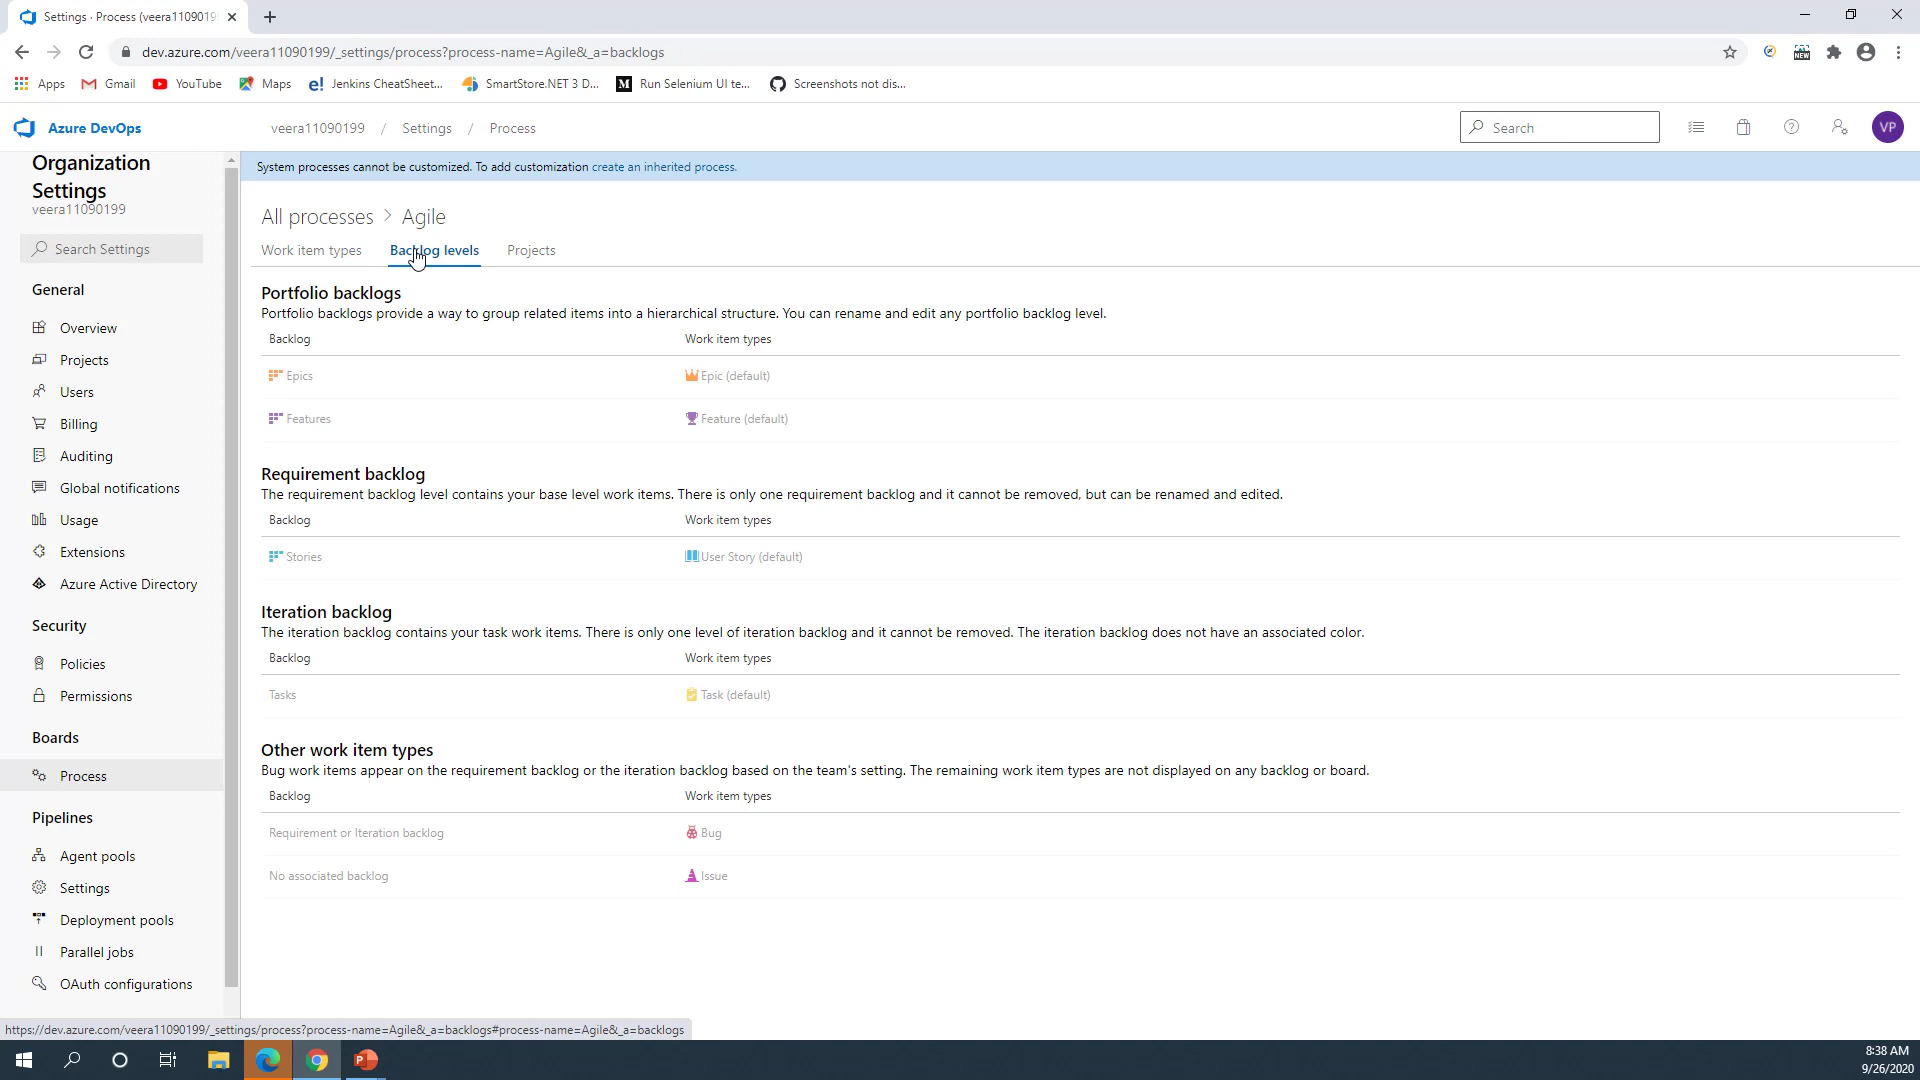 Settings · Process (veera11090199
dev.azure.com/veera11090199/_settings/process?process-name=Agile&_a=backlogs
Apps Gmail YouTube Maps Jenkins CheatSheet... SmartStore.NET 3 D... Run Selenium UI te... Screenshots not dis...
Azure DevOps veera11090199 / Settings / Process Search VP
Organization
Settings
veera11090199
Search Settings
General
Overview
Projects
Users
Billing
Auditing
Global notifications
Usage
Extensions
Azure Active Directory
Security
Policies
Permissions
Boards
Process
Pipelines
Agent pools
Settings
Deployment pools
Parallel jobs
OAuth configurations
System processes cannot be customized. To add customization create an inherited process.
All processes > Agile
Work item types Backlog levels Projects
Portfolio backlogs
Portfolio backlogs provide a way to group related items into a hierarchical structure. You can rename and edit any portfolio backlog level.
Backlog Work item types
Epics Epic (default)
Features Feature (default)
Requirement backlog
The requirement backlog level contains your base level work items. There is only one requirement backlog and it cannot be removed, but can be renamed and edited.
Backlog Work item types
Stories User Story (default)
Iteration backlog
The iteration backlog contains your task work items. There is only one level of iteration backlog and it cannot be removed. The iteration backlog does not have an associated color.
Backlog Work item types
Tasks Task (default)
Other work item types
Bug work items appear on the requirement backlog or the iteration backlog based on the team's setting. The remaining work item types are not displayed on any backlog or board.
Backlog Work item types
Requirement or Iteration backlog Bug
No associated backlog Issue
https://dev.azure.com/veera11090199/_settings/process?process-name=Agile&_a=backlogs#process-name=Agile&_a=backlogs
8:38 AM
9/26/2020